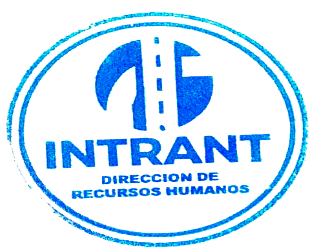 INTRANT
DIRECCION DE
RECURSOS HUMANOS